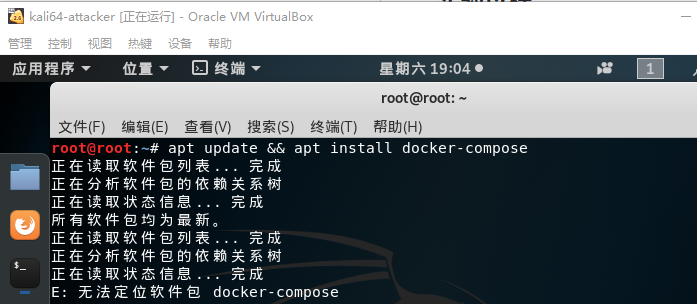 kali64-attacker [正在运行] - Oracle VM VirtualBox
管理 控制 视图 热键 设备 帮助
应用程序 位置 终端 星期六 19:04 1
root@root: ~
文件(F) 编辑(E) 查看(V) 搜索(S) 终端(T) 帮助(H)
root@root:~# apt update && apt install docker-compose
正在读取软件包列表... 完成
正在分析软件包的依赖关系树
正在读取状态信息... 完成
所有软件包均为最新。
正在读取软件包列表... 完成
正在分析软件包的依赖关系树
正在读取状态信息... 完成
E: 无法定位软件包 docker-compose